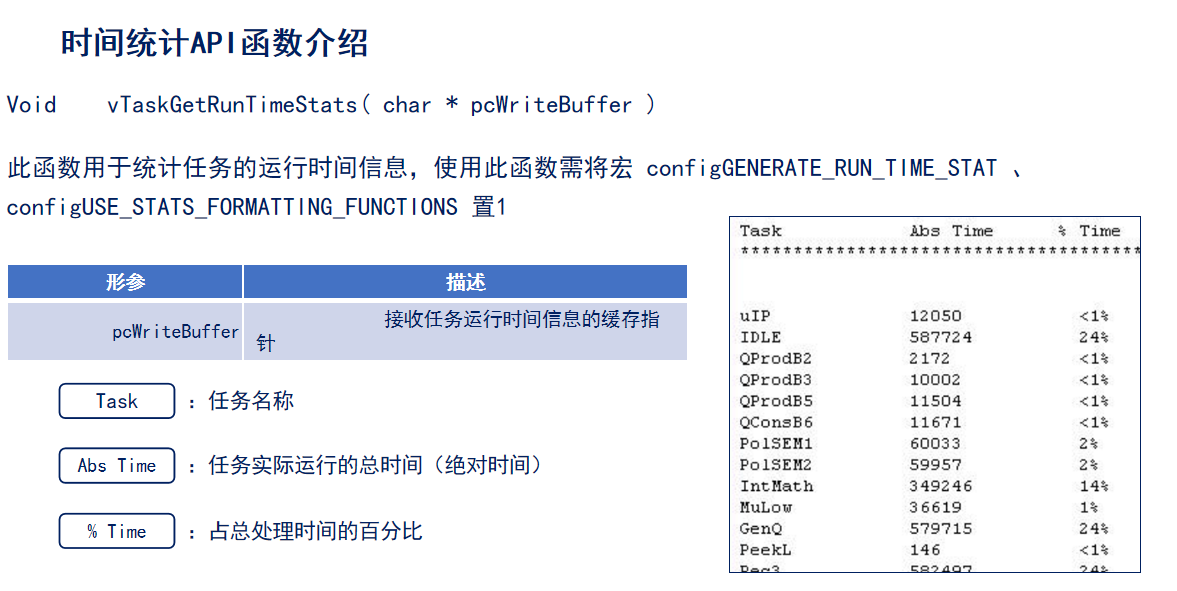 时间统计API函数介绍
Void vTaskGetRunTimeStats( char * pcWriteBuffer )
此函数用于统计任务的运行时间信息，使用此函数需将宏 configGENERATE_RUN_TIME_STAT 、
configUSE_STATS_FORMATTING_FUNCTIONS 置1
形参 描述
pcWriteBuffer 接收任务运行时间信息的缓存指
针
Task ：任务名称
Abs Time ：任务实际运行的总时间（绝对时间）
% Time ：占总处理时间的百分比
Task Abs Time % Time
**************************************
uIP 12050 <1%
IDLE 587724 24%
QProdB2 2172 <1%
QProdB3 10002 <1%
QProdB5 11504 <1%
QConsB6 11671 <1%
PolSEM1 60033 2%
PolSEM2 59957 2%
IntMath 349246 14%
MuLow 36619 1%
GenQ 579715 24%
PeekL 146 <1%
Rec3 582497 24%